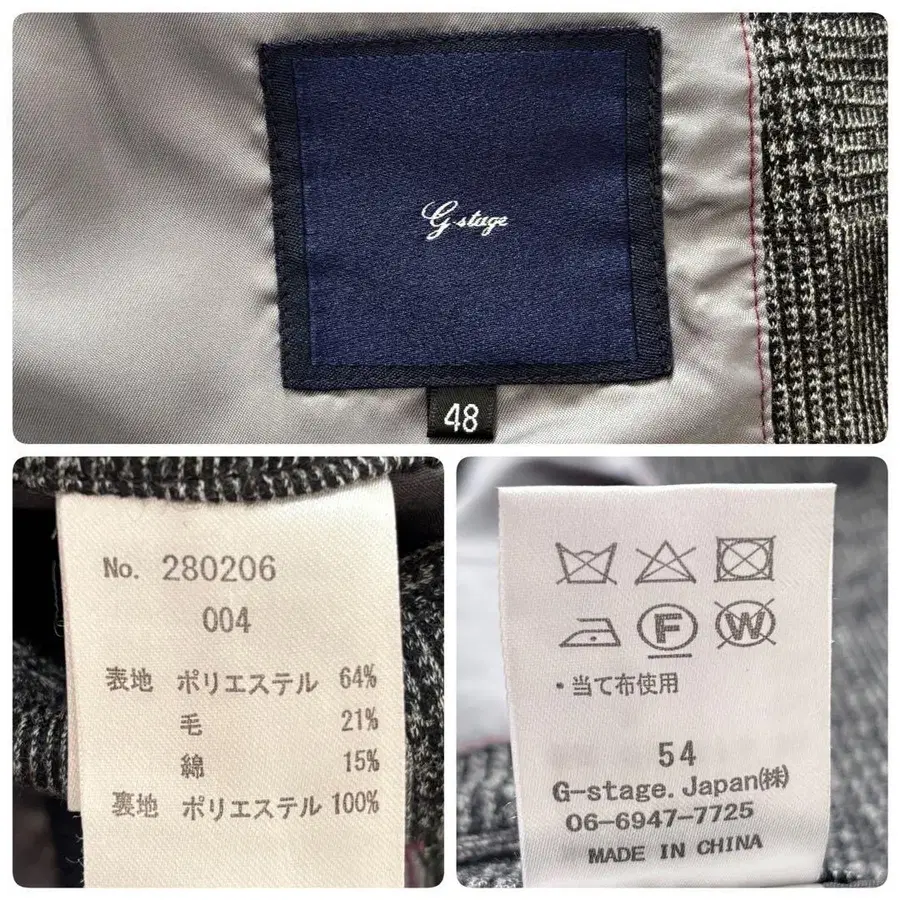 G-stage
48
No. 280206
004
表地 ポリエステル 64%
毛 21%
綿 15%
裏地 ポリエステル 100%
F W
・当て布使用
54
G-stage.Japan㈱
06-6947-7725
MADE IN CHINA